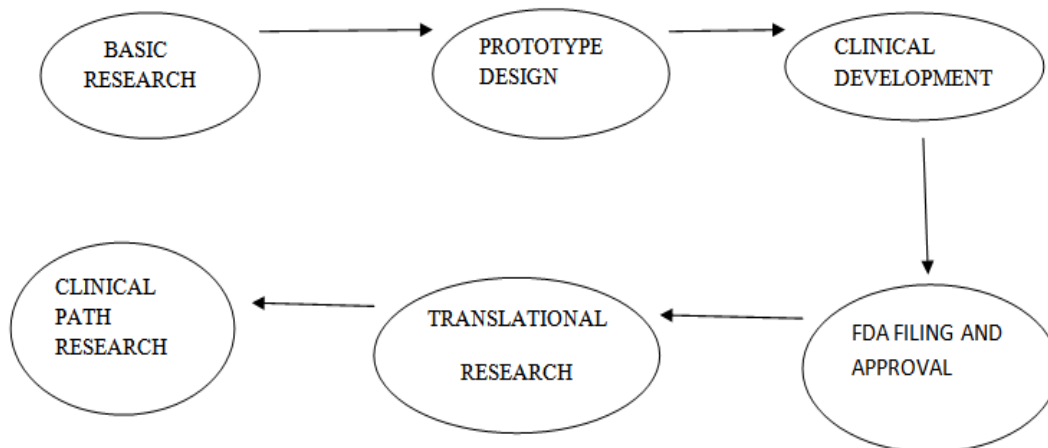 BASIC
RESEARCH
PROTOTYPE
DESIGN
CLINICAL
DEVELOPMENT
FDA FILING AND
APPROVAL
TRANSLATIONAL
RESEARCH
CLINICAL
PATH
RESEARCH